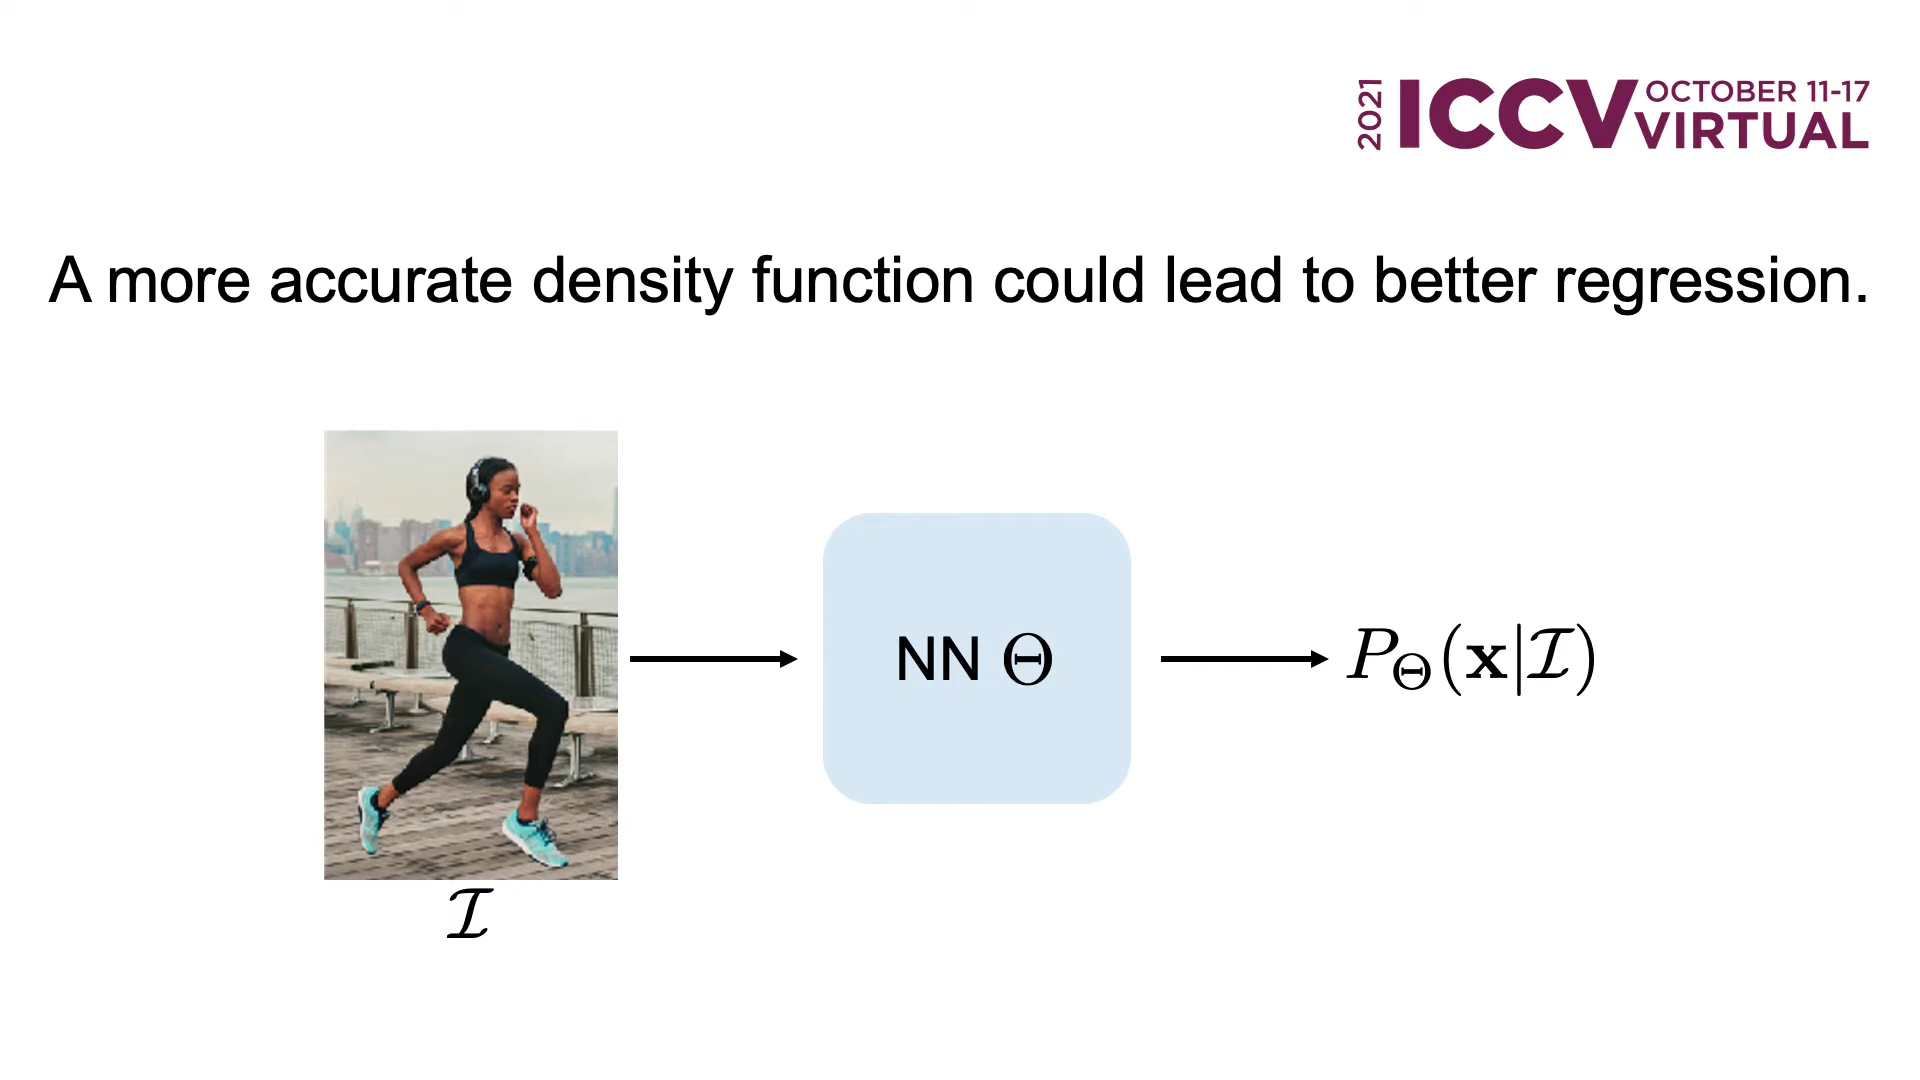 2021
ICCV
OCTOBER 11-17
VIRTUAL
A more accurate density function could lead to better regression.
NN Θ
P_Θ(𝐱|ℐ)
ℐ